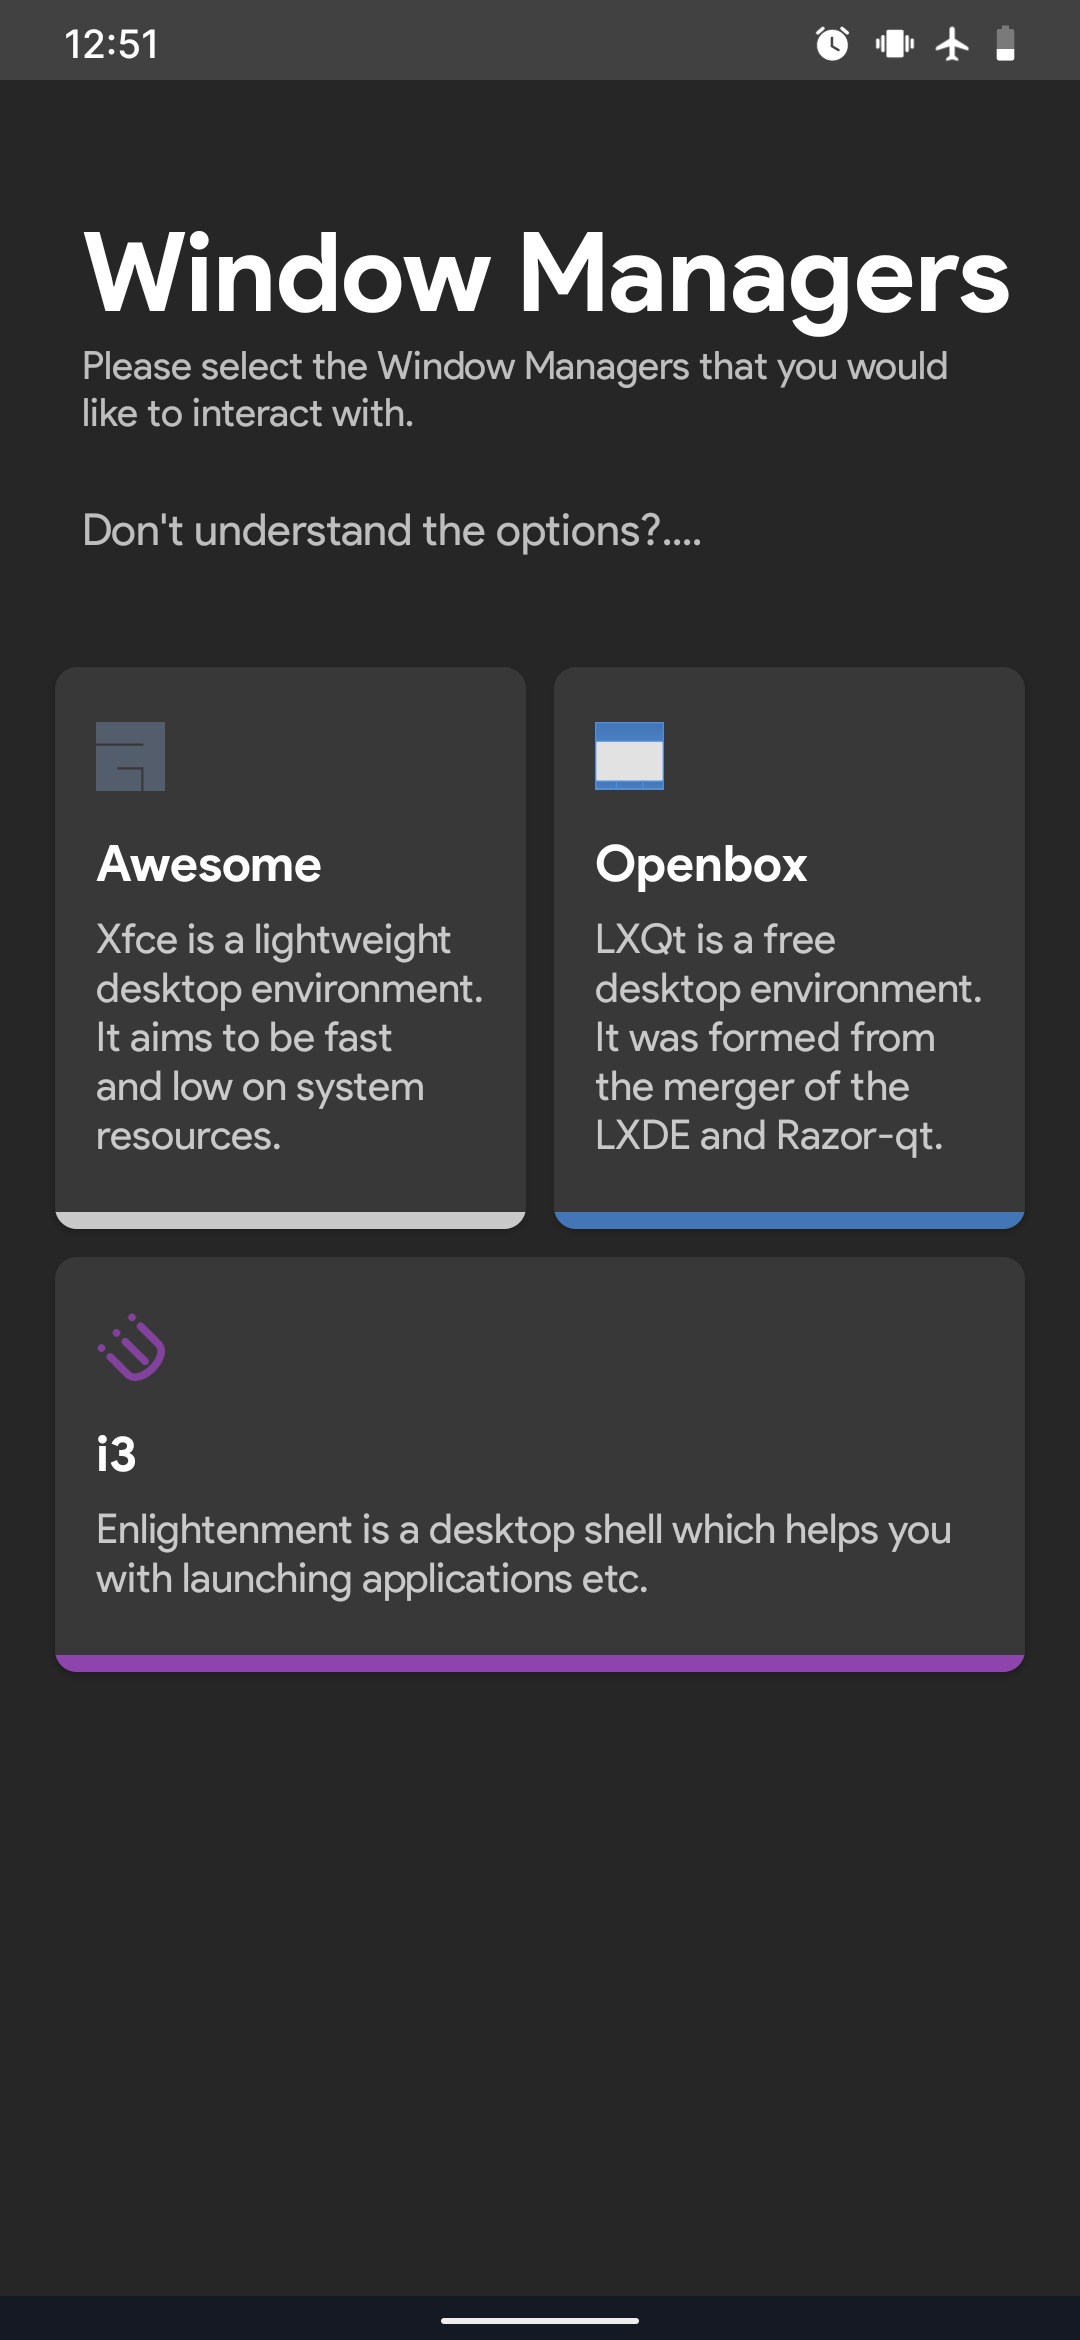 12:51
Window Managers
Please select the Window Managers that you would
like to interact with.
Don't understand the options?....
Awesome
Xfce is a lightweight
desktop environment.
It aims to be fast
and low on system
resources.
Openbox
LXQt is a free
desktop environment.
It was formed from
the merger of the
LXDE and Razor-qt.
i3
Enlightenment is a desktop shell which helps you
with launching applications etc.